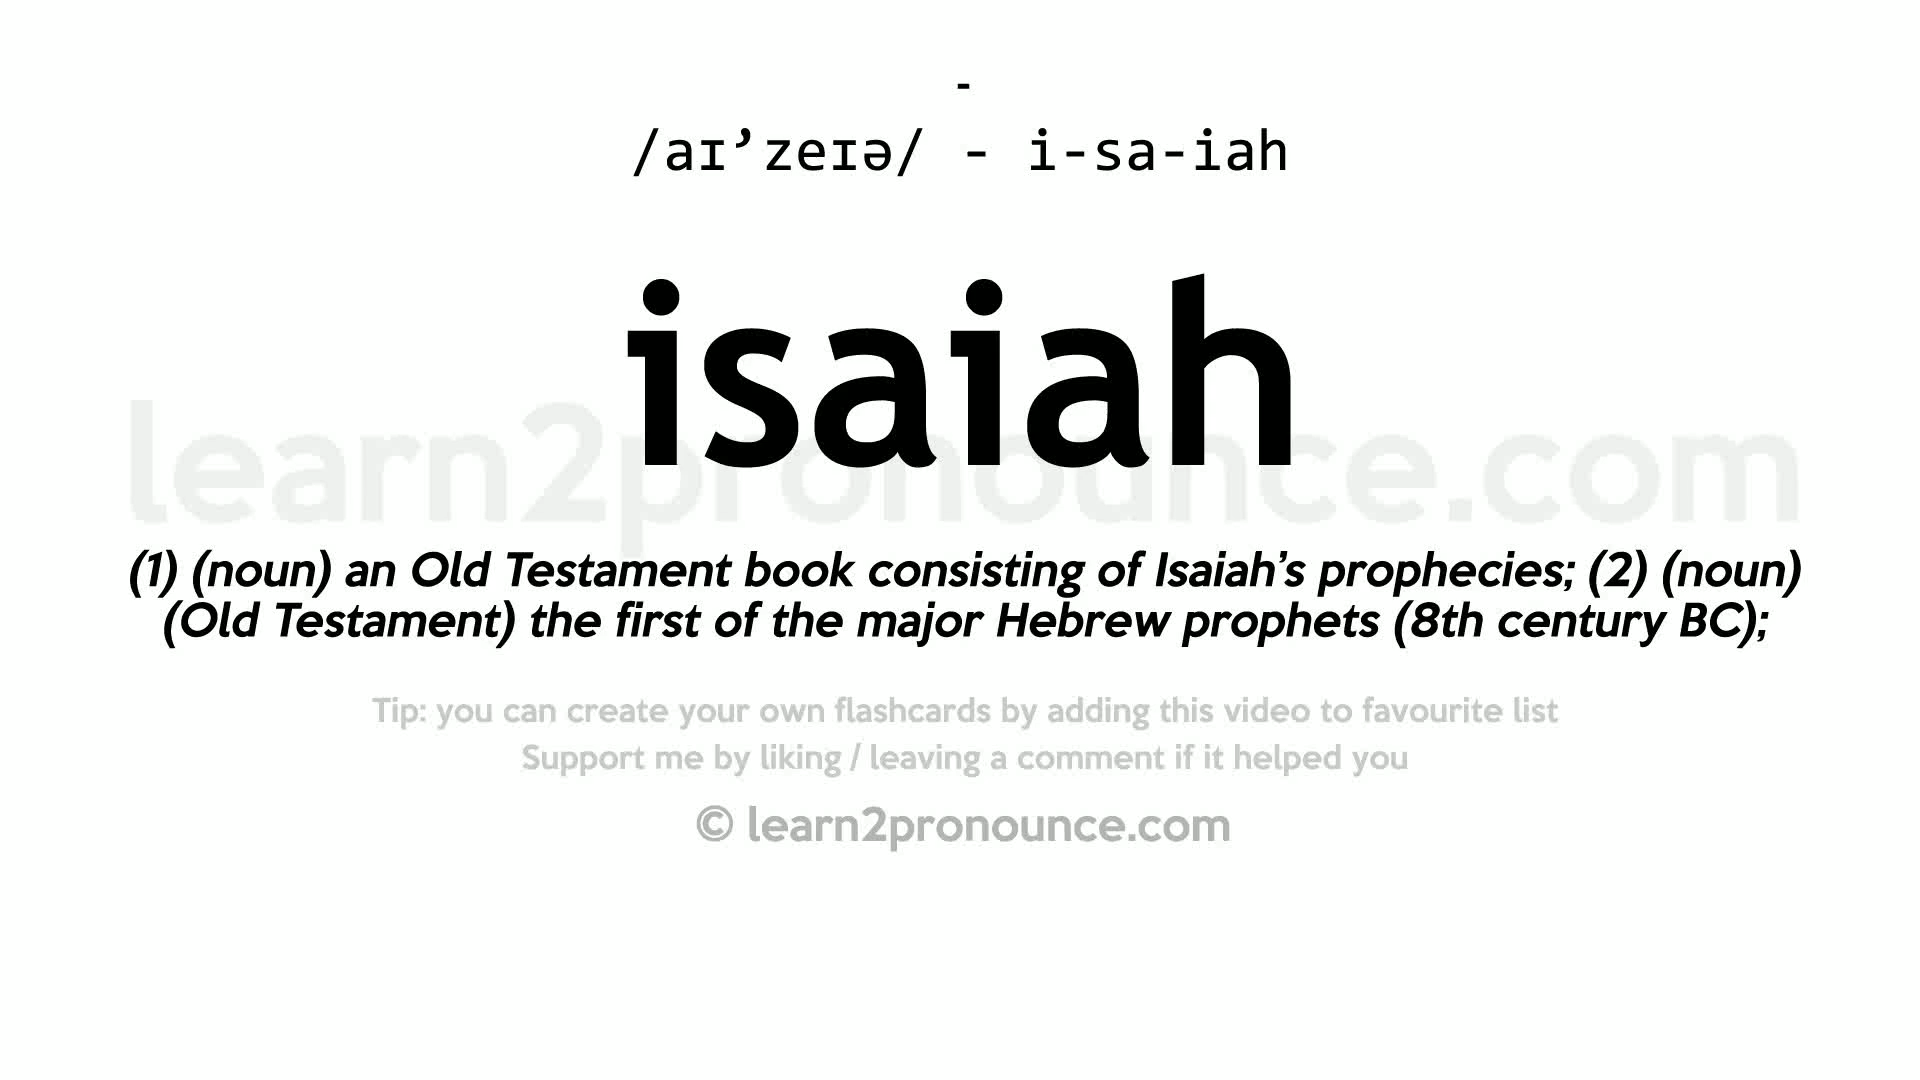 -
/aɪ’zeɪə/ - i-sa-iah
isaiah
learn2pronounce.com
(1) (noun) an Old Testament book consisting of Isaiah’s prophecies; (2) (noun)
(Old Testament) the first of the major Hebrew prophets (8th century BC);
Tip: you can create your own flashcards by adding this video to favourite list
Support me by liking / leaving a comment if it helped you
© learn2pronounce.com